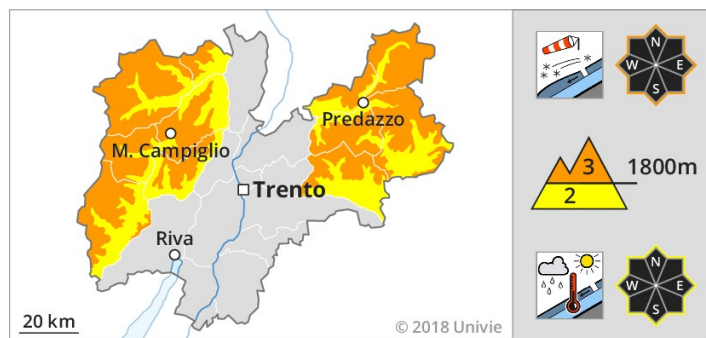 Predazzo
M. Campiglio
Trento
Riva
20 km
© 2018 Univie
N
W E
S
3 1800m
2
N
W E
S